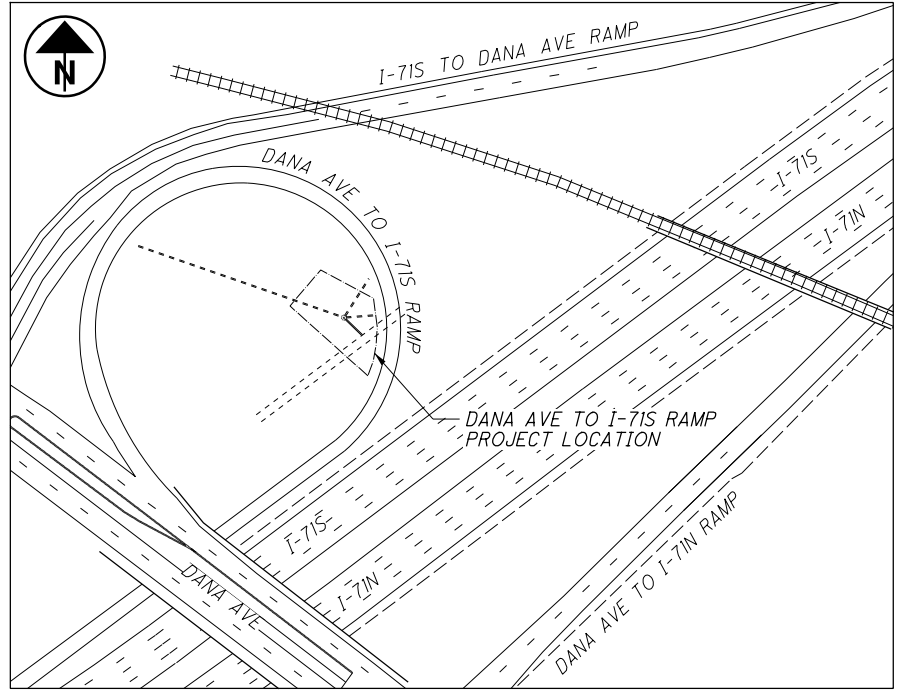 N
I-71S TO DANA AVE RAMP
DANA AVE TO I-71S RAMP
I-71S
I-71N
DANA AVE TO I-71S RAMP
PROJECT LOCATION
I-71S
I-71N
DANA AVE
DANA AVE TO I-71N RAMP